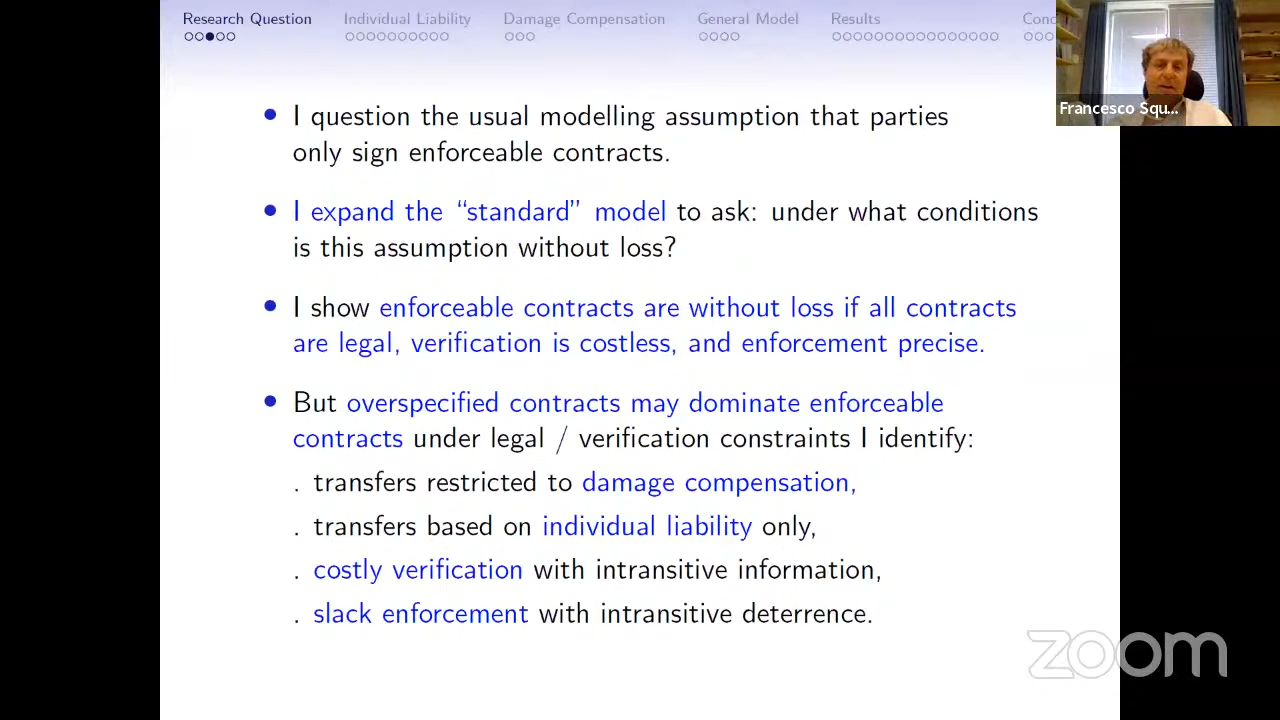 Research Question
Individual Liability
Damage Compensation
General Model
Results
Francesco Squ...
I question the usual modelling assumption that parties
only sign enforceable contracts.
I expand the “standard” model to ask: under what conditions
is this assumption without loss?
I show enforceable contracts are without loss if all contracts
are legal, verification is costless, and enforcement precise.
But overspecified contracts may dominate enforceable
contracts under legal / verification constraints I identify:
. transfers restricted to damage compensation,
. transfers based on individual liability only,
. costly verification with intransitive information,
. slack enforcement with intransitive deterrence.
zoom